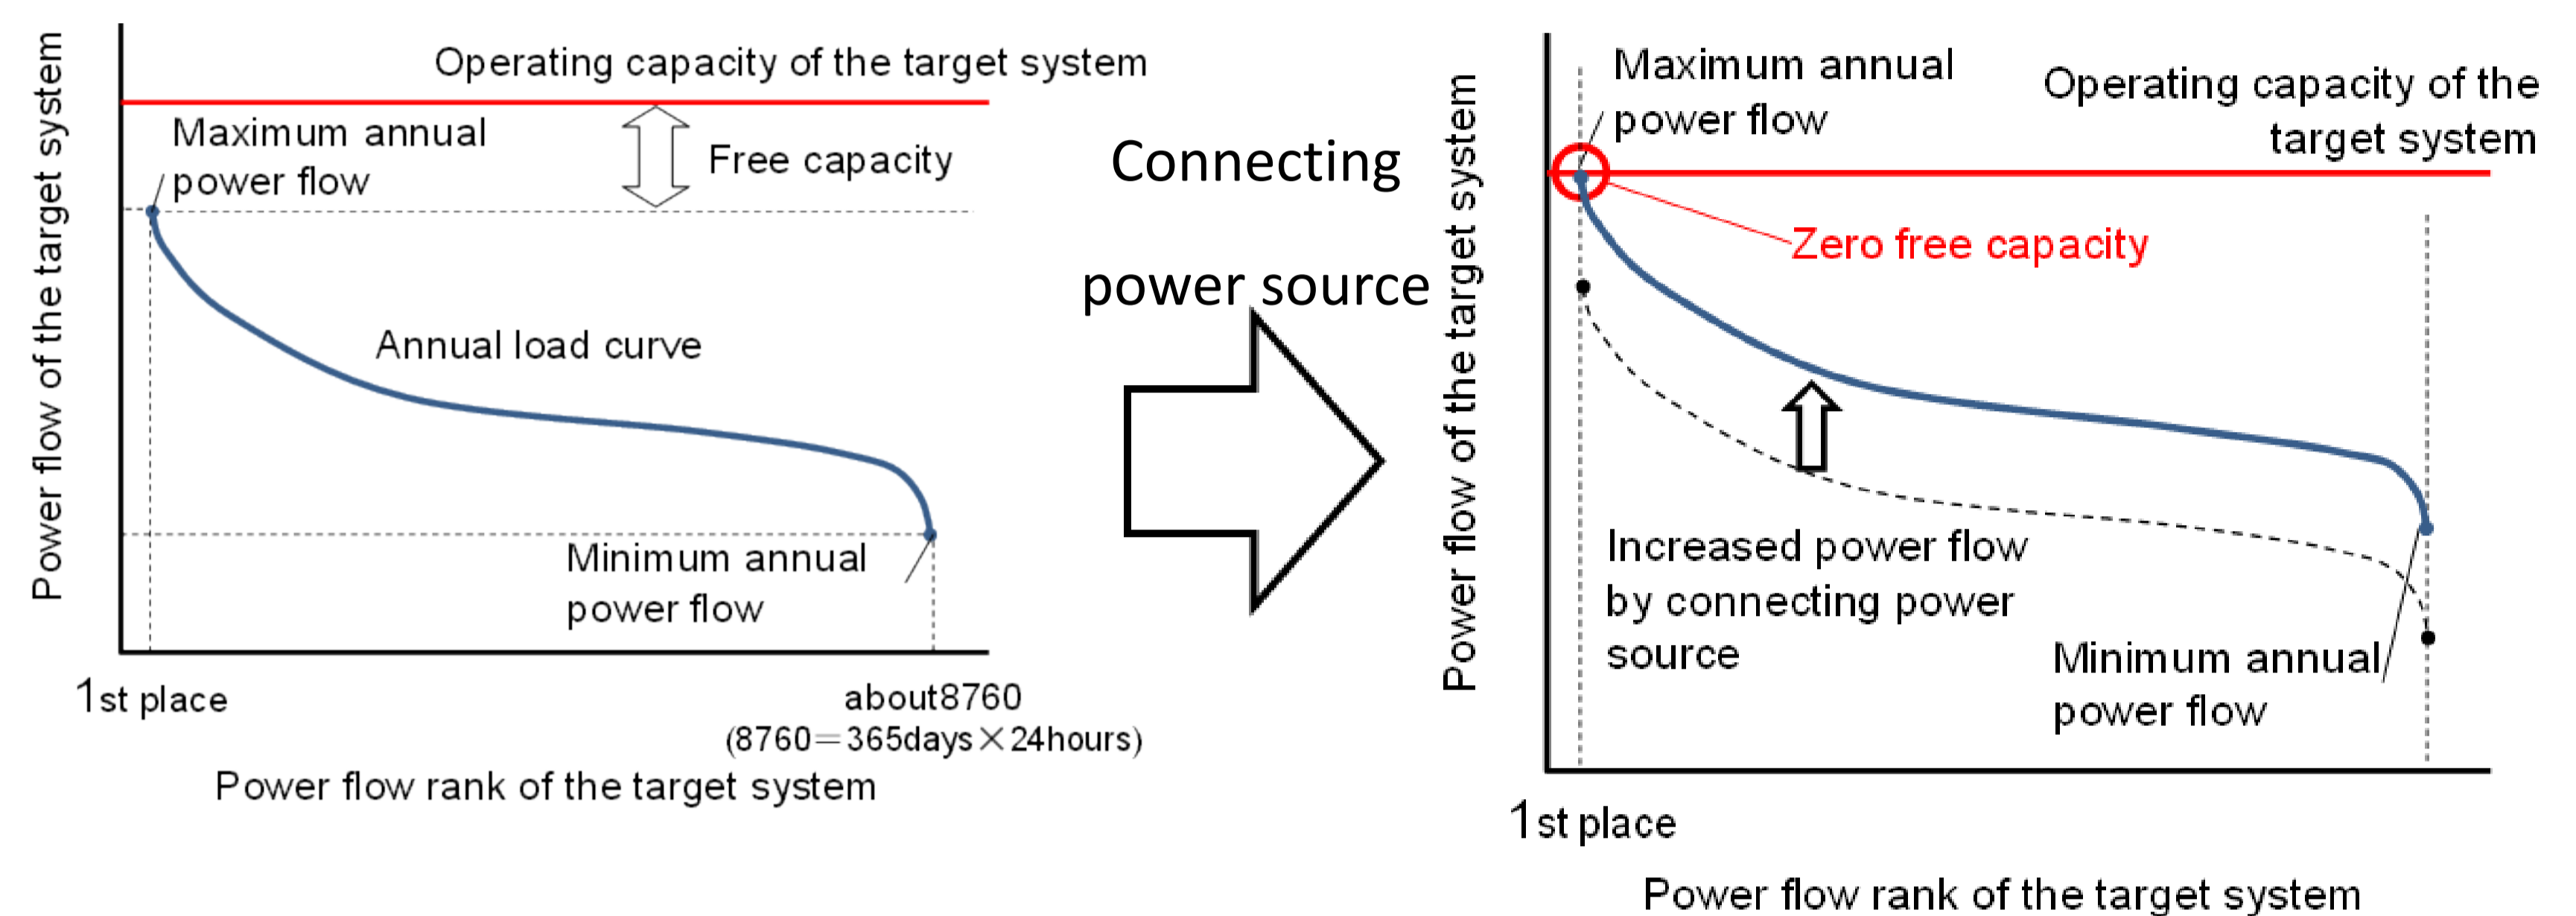 Power flow of the target system
Operating capacity of the target system
Maximum annual
power flow
Free capacity
Annual load curve
Minimum annual
power flow
1st place
about8760
(8760=365days×24hours)
Power flow rank of the target system
Connecting
power source
Power flow of the target system
Maximum annual
power flow
Operating capacity of the
target system
Zero free capacity
Increased power flow
by connecting power
source
Minimum annual
power flow
1st place
Power flow rank of the target system